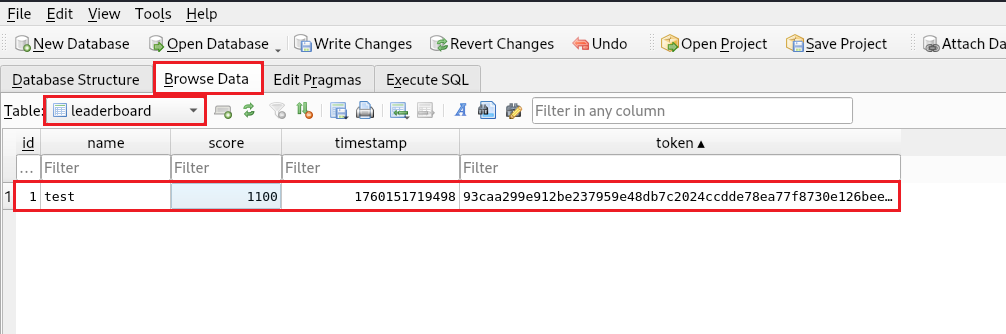 File Edit View Tools Help
New Database Open Database Write Changes Revert Changes Undo Open Project Save Project Attach Da
Database Structure Browse Data Edit Pragmas Execute SQL
Table: leaderboard Filter in any column
id name score timestamp token ▲
... Filter Filter Filter Filter
1 1 test 1100 1760151719498 93caa299e912be237959e48db7c2024ccdde78ea77f8730e126bee…